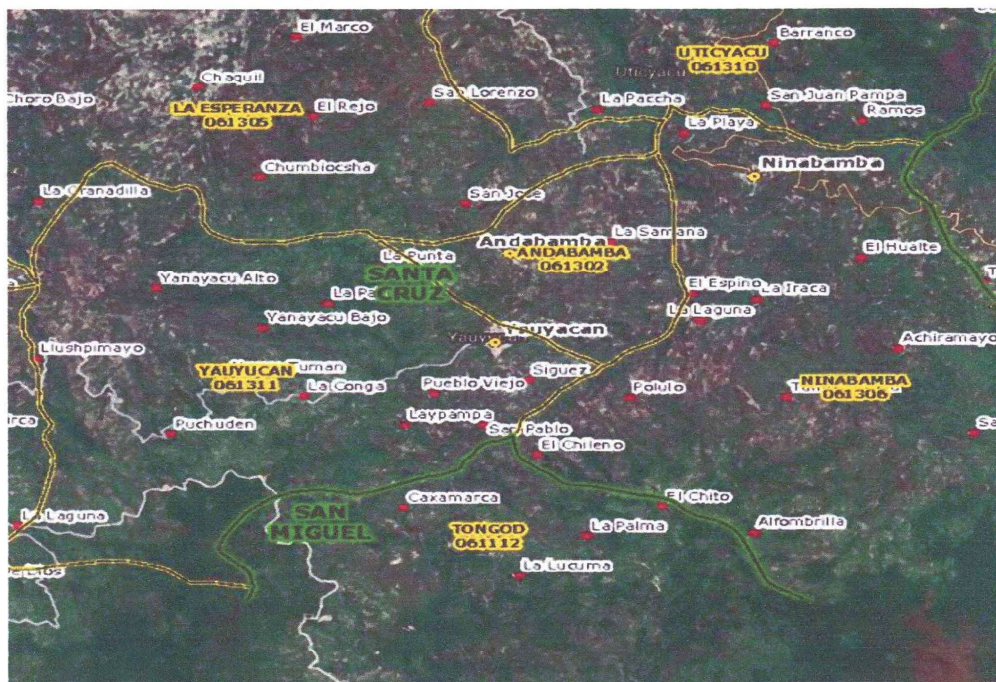 El Marco
Barranco
UTICYACU
061310
Uticyacu
Chaquil
Choro Bajo
LA ESPERANZA
061305
El Rejo
San Lorenzo
La Paccha
San Juan Pampa
Ramos
La Playa
Ninabamba
Chumbiocsha
La Granadilla
San Jose
La Samana
Andabamba
ANDABAMBA
061302
El Hualte
La Punta
SANTA
CRUZ
Yanayacu Alto
El Espino
La Iraca
La Laguna
Yanayacu Bajo
Yauyucan
Achiramayo
Llushpimayo
YAUYUCAN
061311
Siguez
NINABAMBA
061306
La Conga
Pueblo Viejo
Polulo
Puchuden
Laypampa
San Pablo
El Chileno
Caxamarca
El Chito
La Laguna
SAN
MIGUEL
TONGOD
061112
La Palma
Alfombrilla
La Lucuma